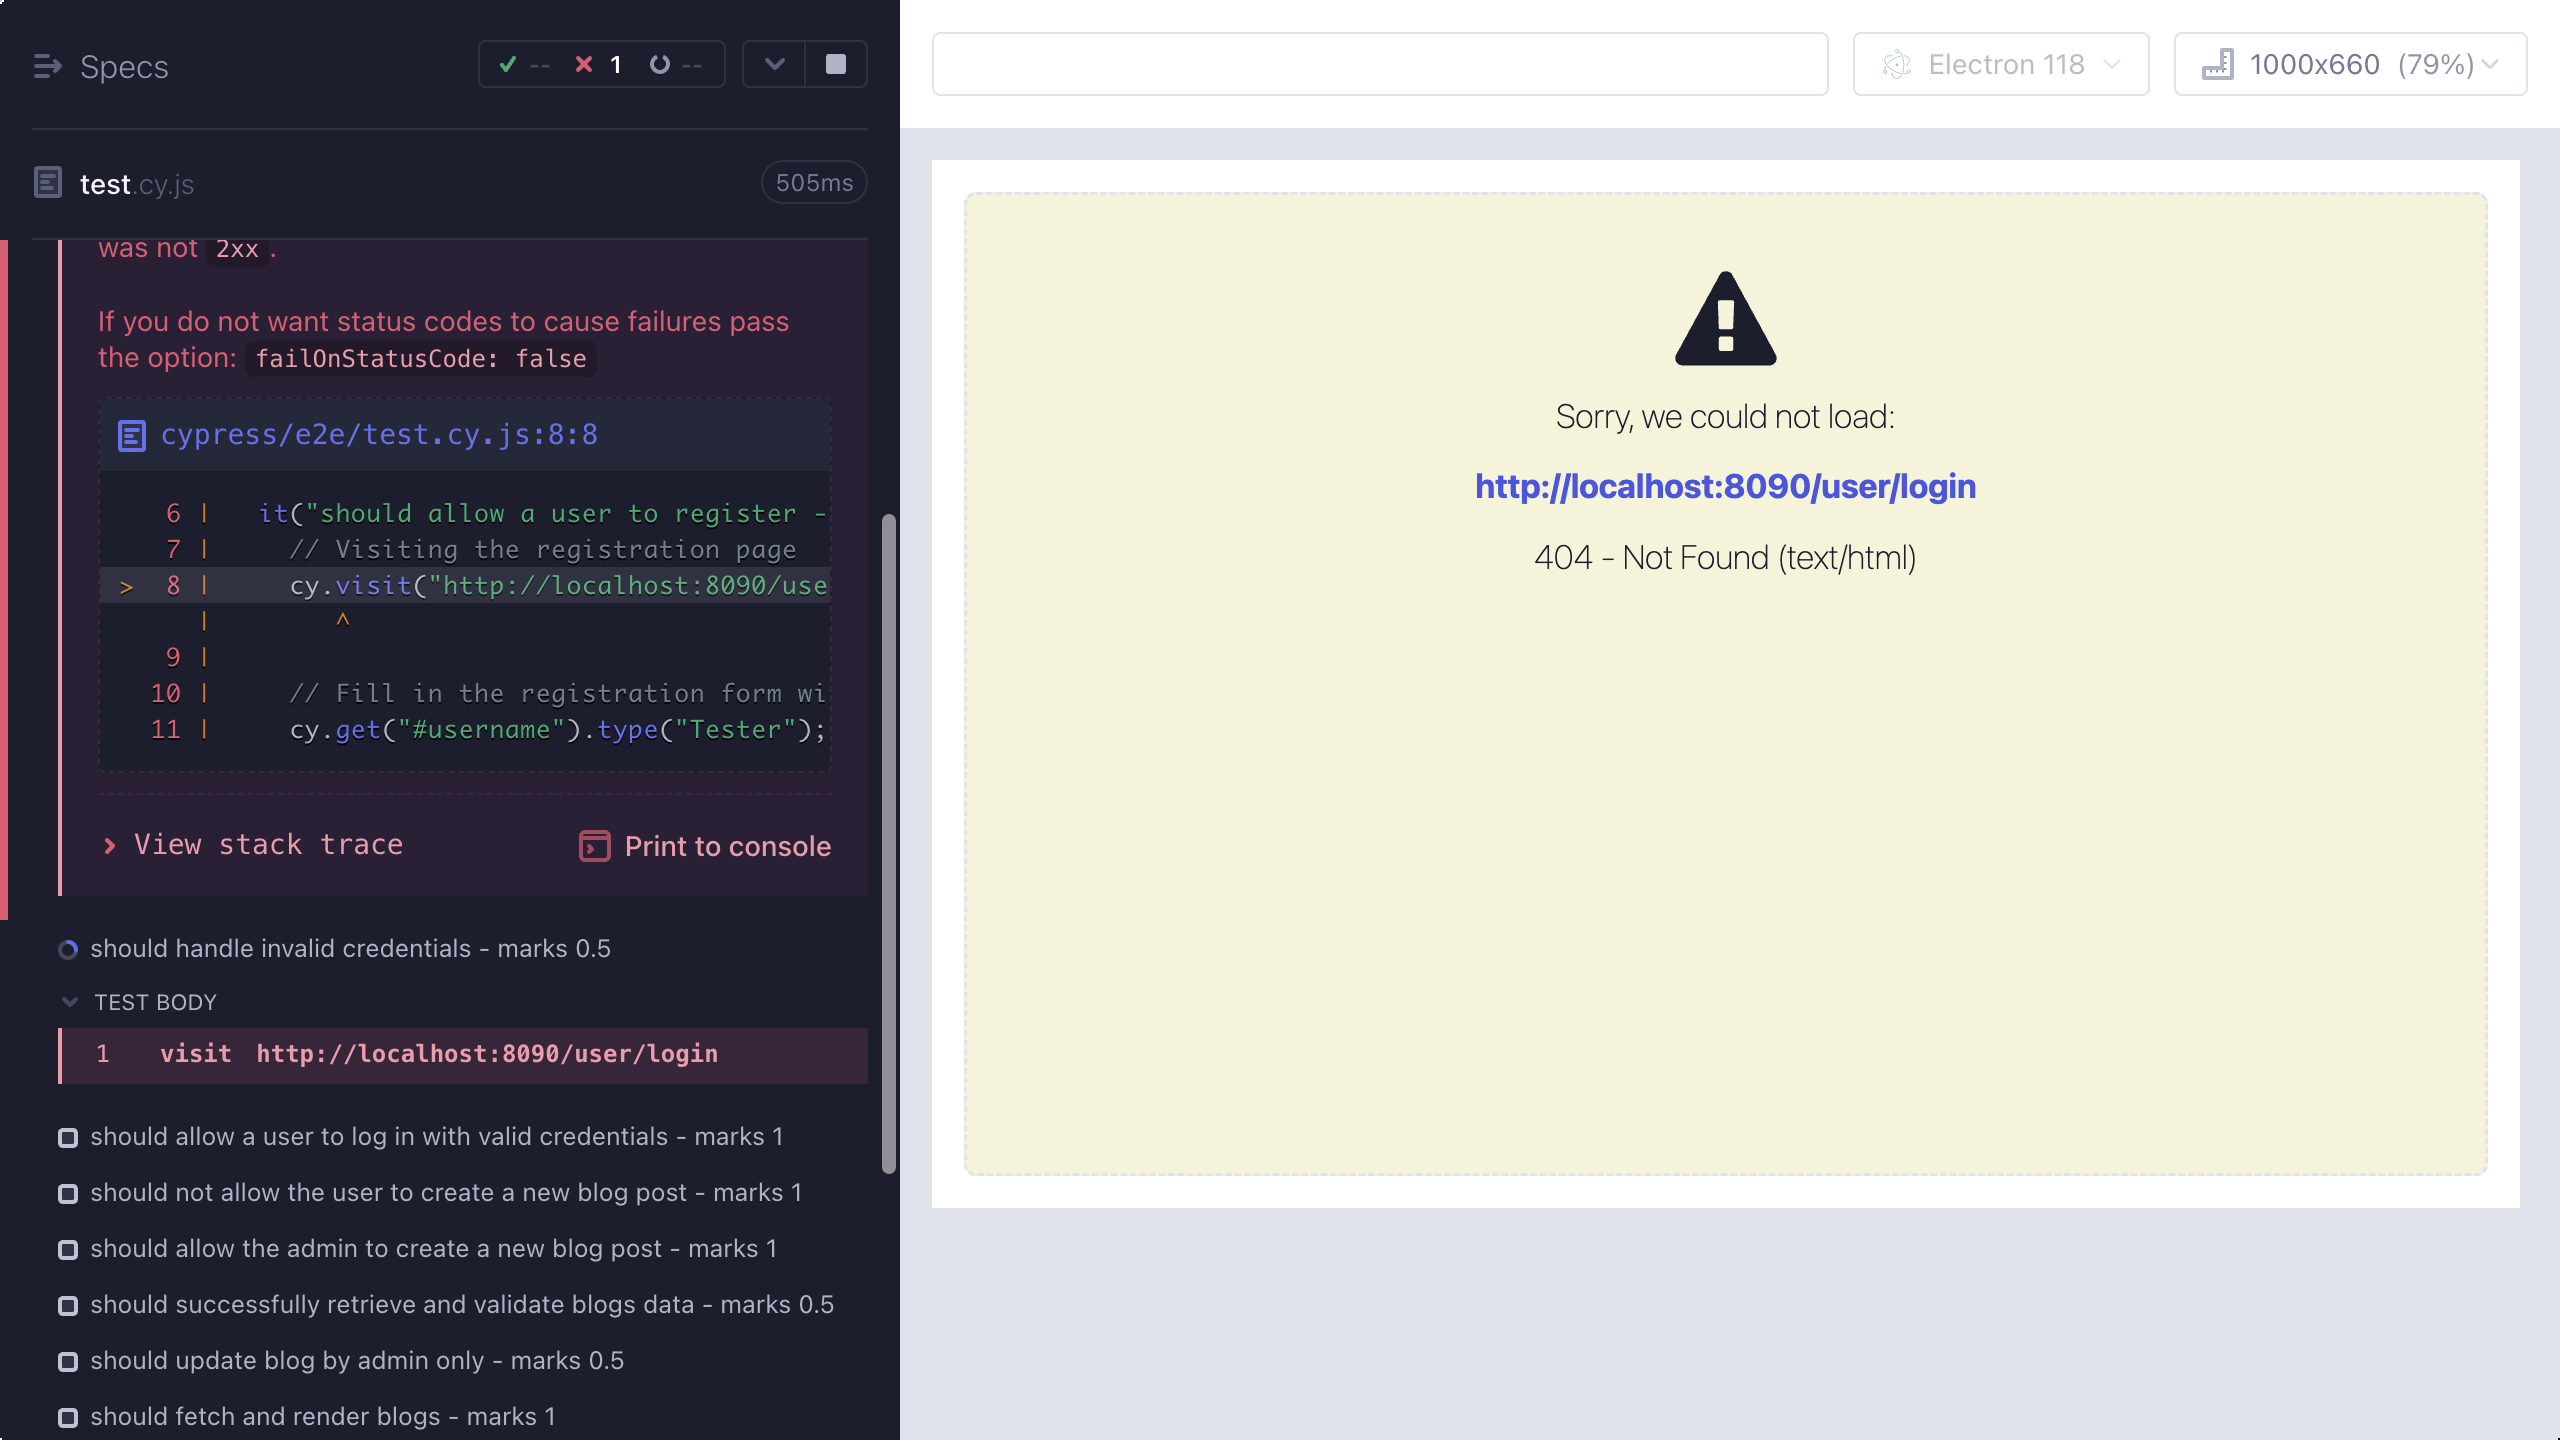 Specs
-- 1 --
test.cy.js
505ms
was not 2xx.
If you do not want status codes to cause failures pass
the option: failOnStatusCode: false
cypress/e2e/test.cy.js:8:8
6 | it("should allow a user to register -
7 | // Visiting the registration page
> 8 | cy.visit("http://localhost:8090/use
| ^
9 |
10 | // Fill in the registration form wi
11 | cy.get("#username").type("Tester");
View stack trace
Print to console
should handle invalid credentials - marks 0.5
TEST BODY
1 visit http://localhost:8090/user/login
should allow a user to log in with valid credentials - marks 1
should not allow the user to create a new blog post - marks 1
should allow the admin to create a new blog post - marks 1
should successfully retrieve and validate blogs data - marks 0.5
should update blog by admin only - marks 0.5
should fetch and render blogs - marks 1
Electron 118
1000x660 (79%)
Sorry, we could not load:
http://localhost:8090/user/login
404 - Not Found (text/html)